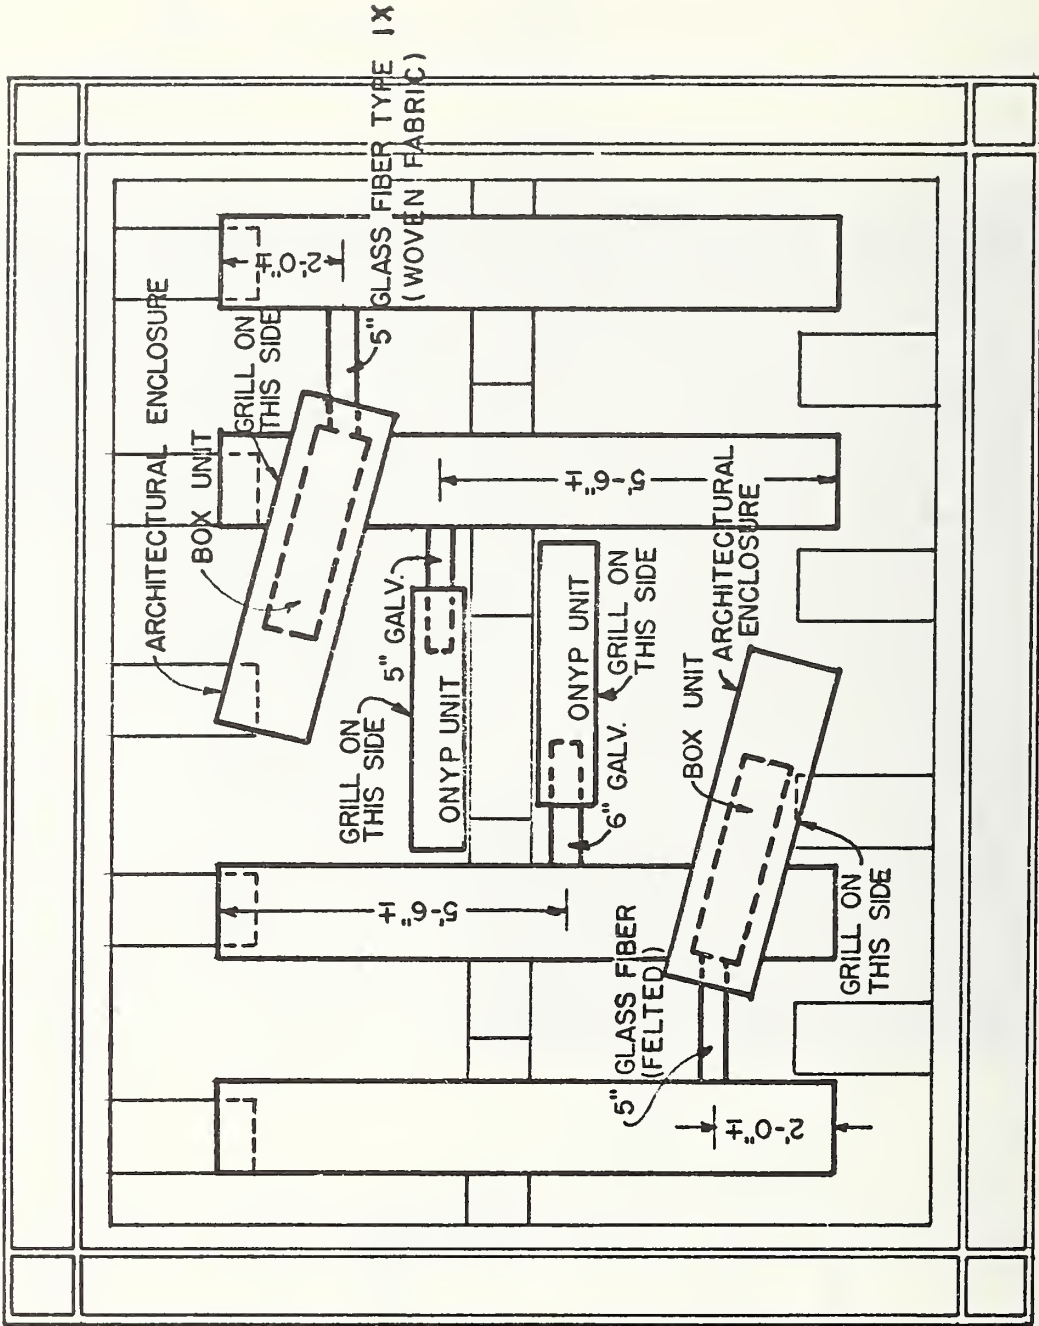 ARCHITECTURAL ENCLOSURE
BOX UNIT
GRILL ON
THIS SIDE
2'-0"±
5"
GLASS FIBER TYPE IX
(WOVEN FABRIC)
GRILL ON
THIS SIDE
5" GALV.
ONYP UNIT
5'-6"±
5'-6"±
6" GALV.
ONYP UNIT
GRILL ON
THIS SIDE
5"
GLASS FIBER
(FELTED)
2'-0"±
BOX UNIT
ARCHITECTURAL
ENCLOSURE
GRILL ON
THIS SIDE